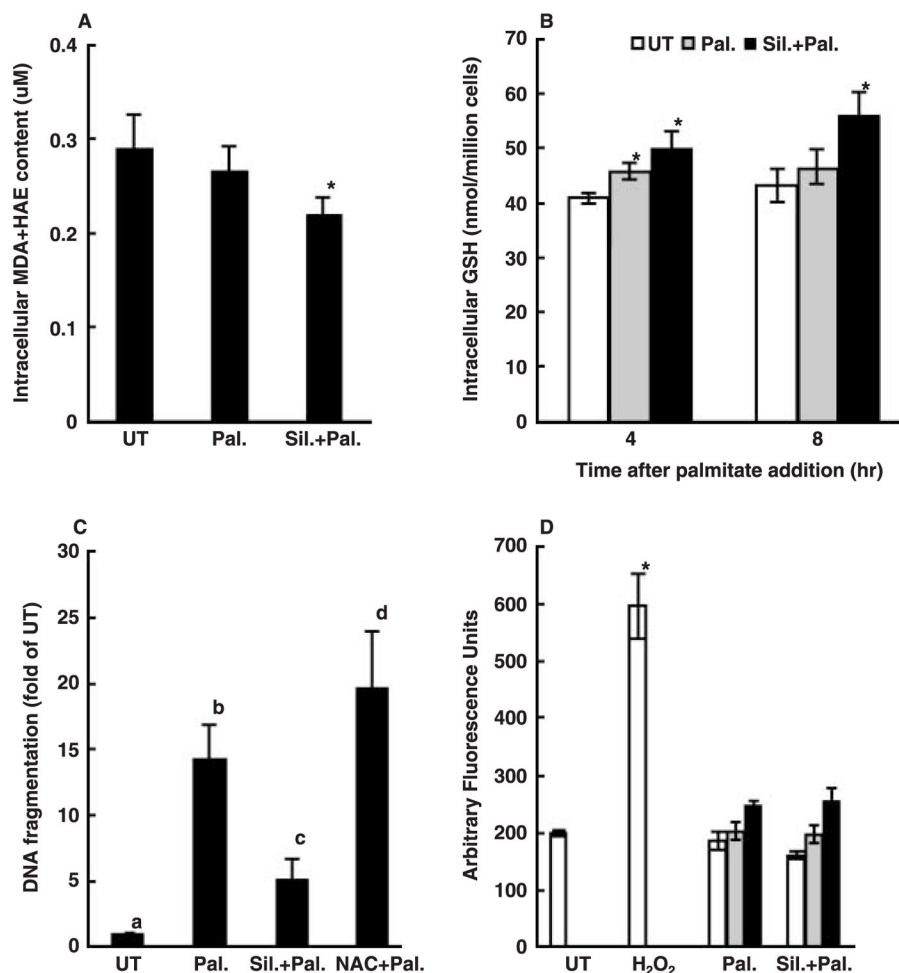 A
Intracellular MDA+HAE content (uM)
0.4
0.3
0.2
0.1
0
*
UT Pal. Sil.+Pal.
B
Intracellular GSH (nmol/million cells)
70
60
50
40
30
20
10
0
UT Pal. Sil.+Pal.
* * *
4 8
Time after palmitate addition (hr)
C
DNA fragmentation (fold of UT)
30
25
20
15
10
5
0
a b c d
UT Pal. Sil.+Pal. NAC+Pal.
D
Arbitrary Fluorescence Units
700
600
500
400
300
200
100
0
*
UT H₂O₂ Pal. Sil.+Pal.